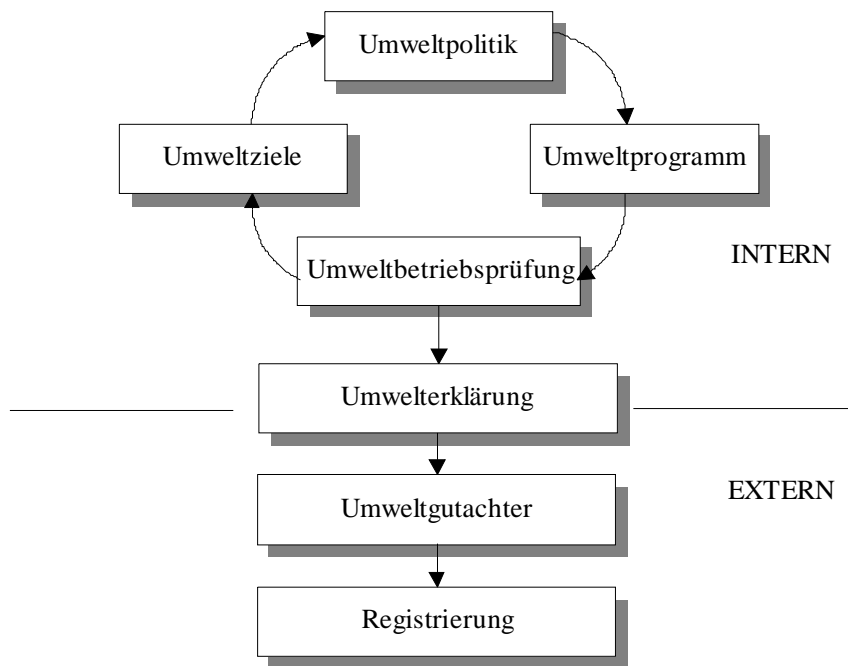 Umweltpolitik
Umweltziele
Umweltprogramm
Umweltbetriebsprüfung
INTERN
Umwelterklärung
Umweltgutachter
EXTERN
Registrierung